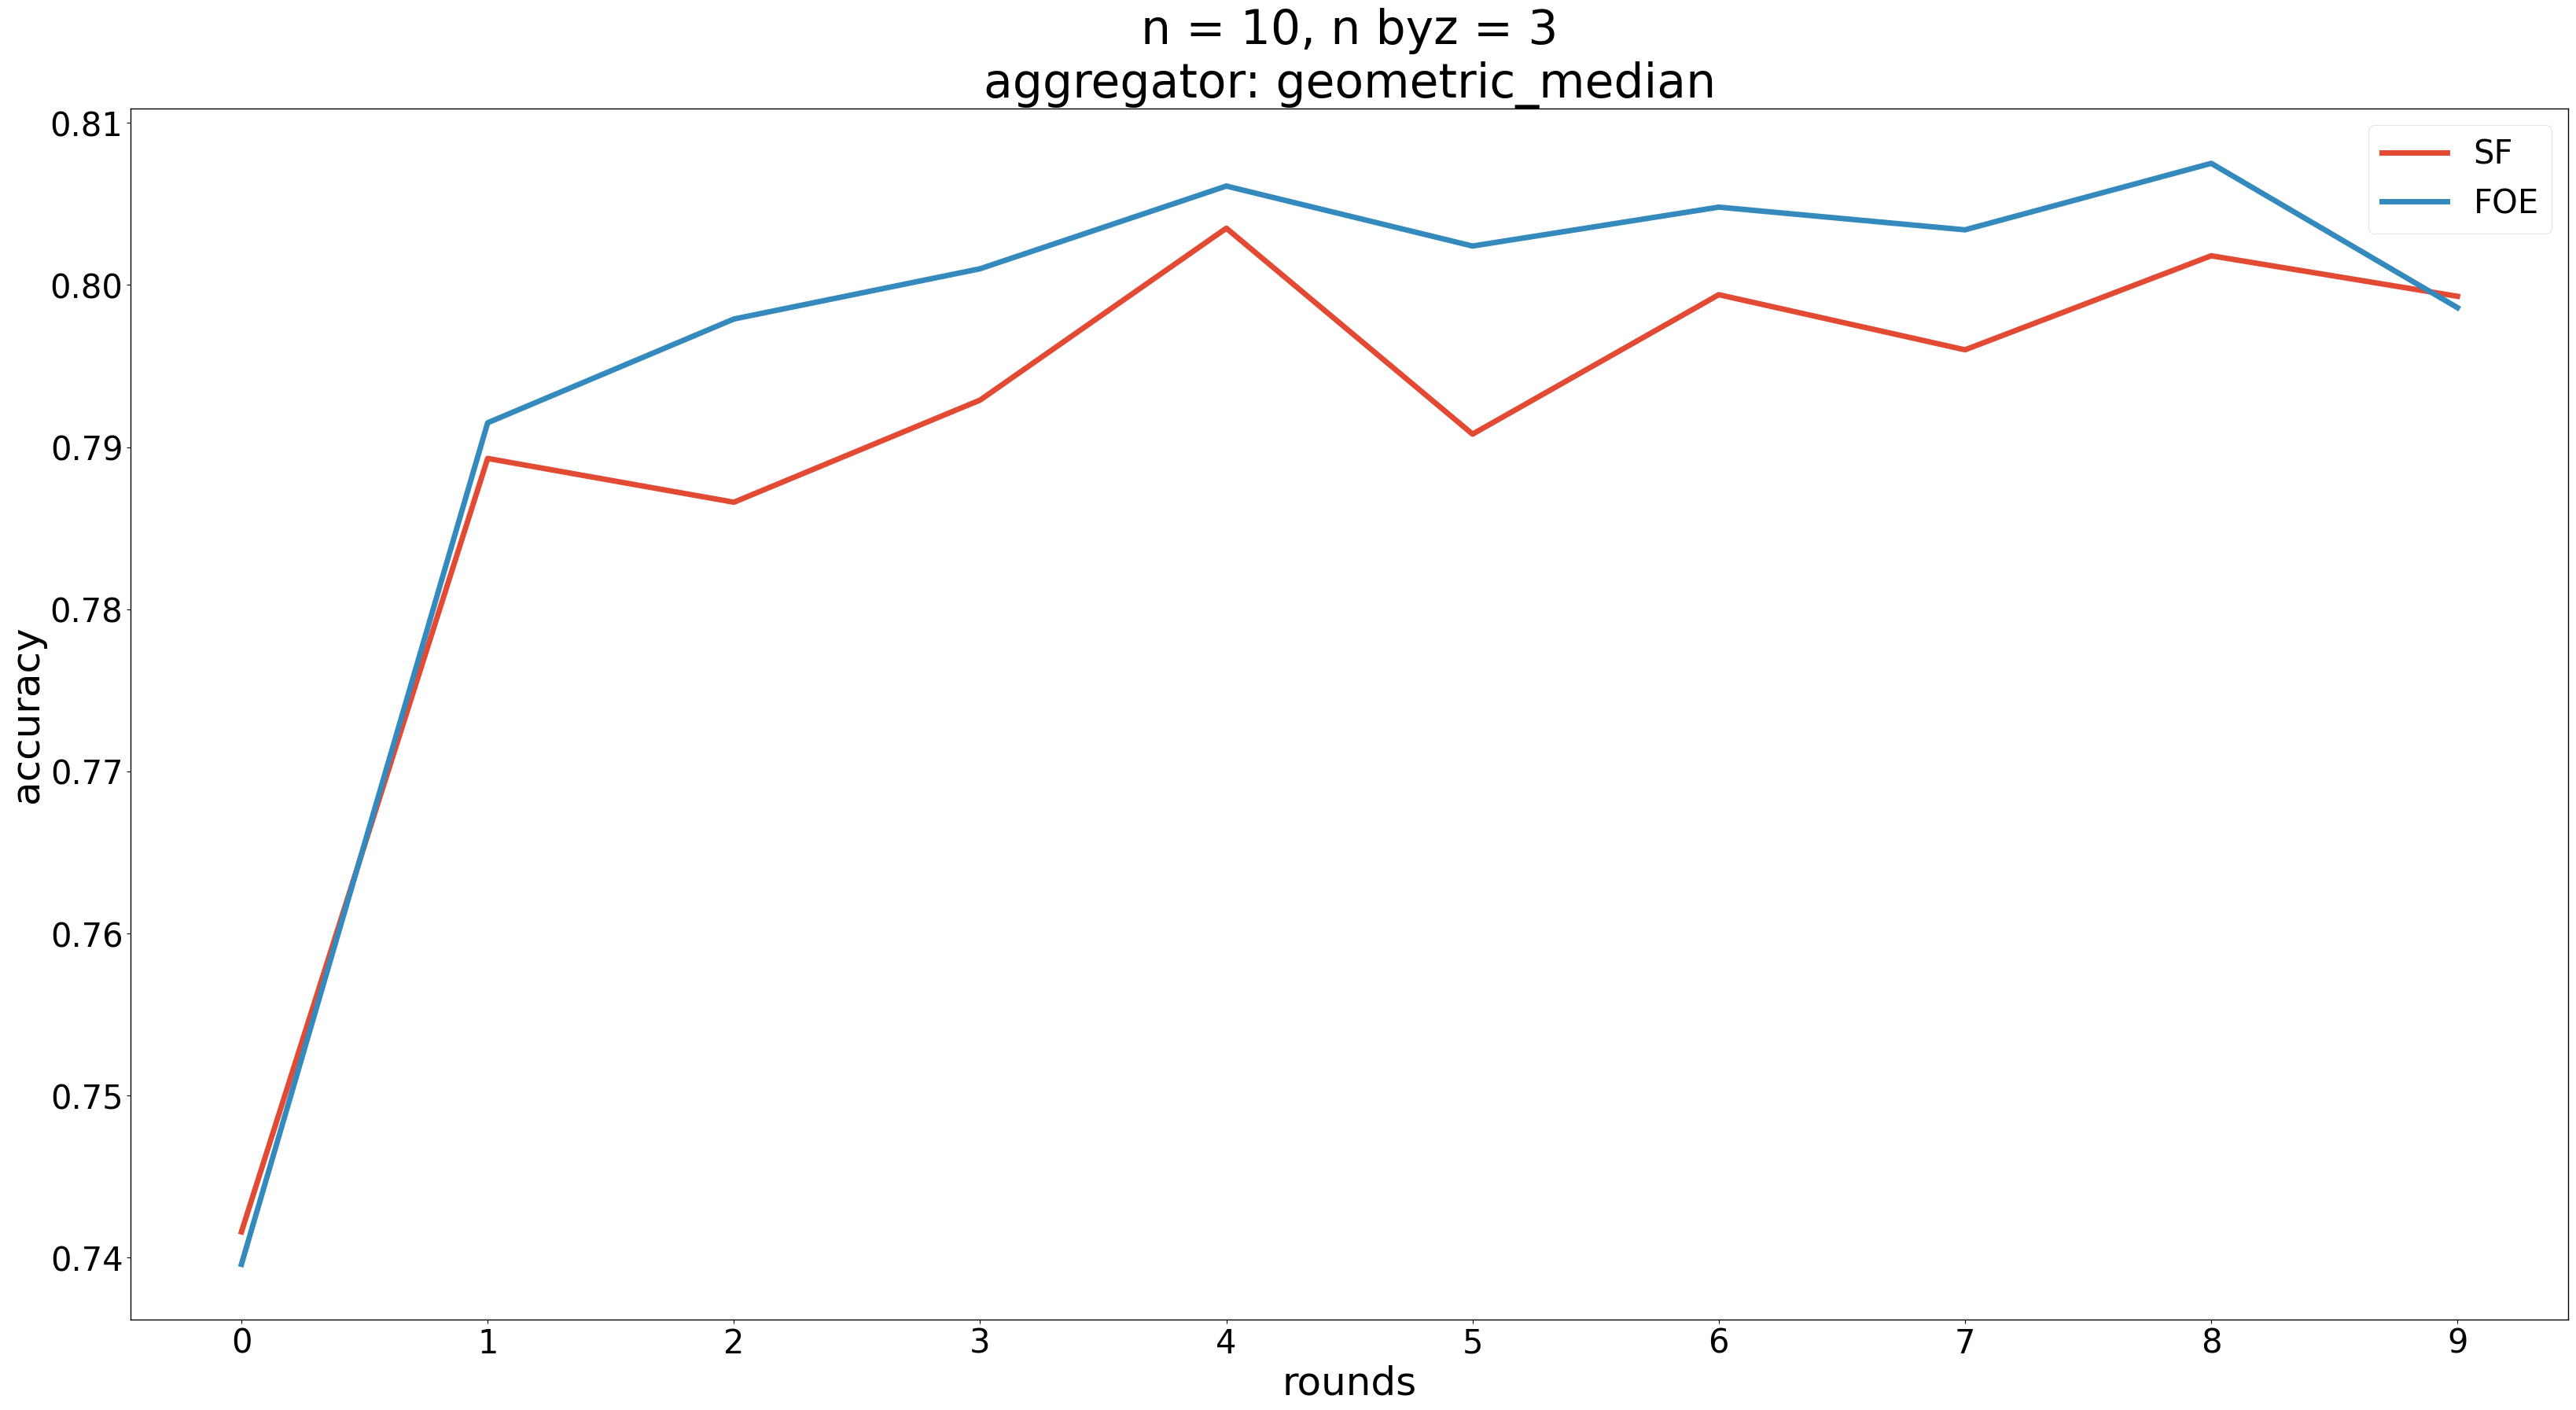 n = 10, n byz = 3
aggregator: geometric_median
0.81
0.80
0.79
0.78
0.77
0.76
0.75
0.74
accuracy
SF
FOE
0 1 2 3 4 5 6 7 8 9
rounds